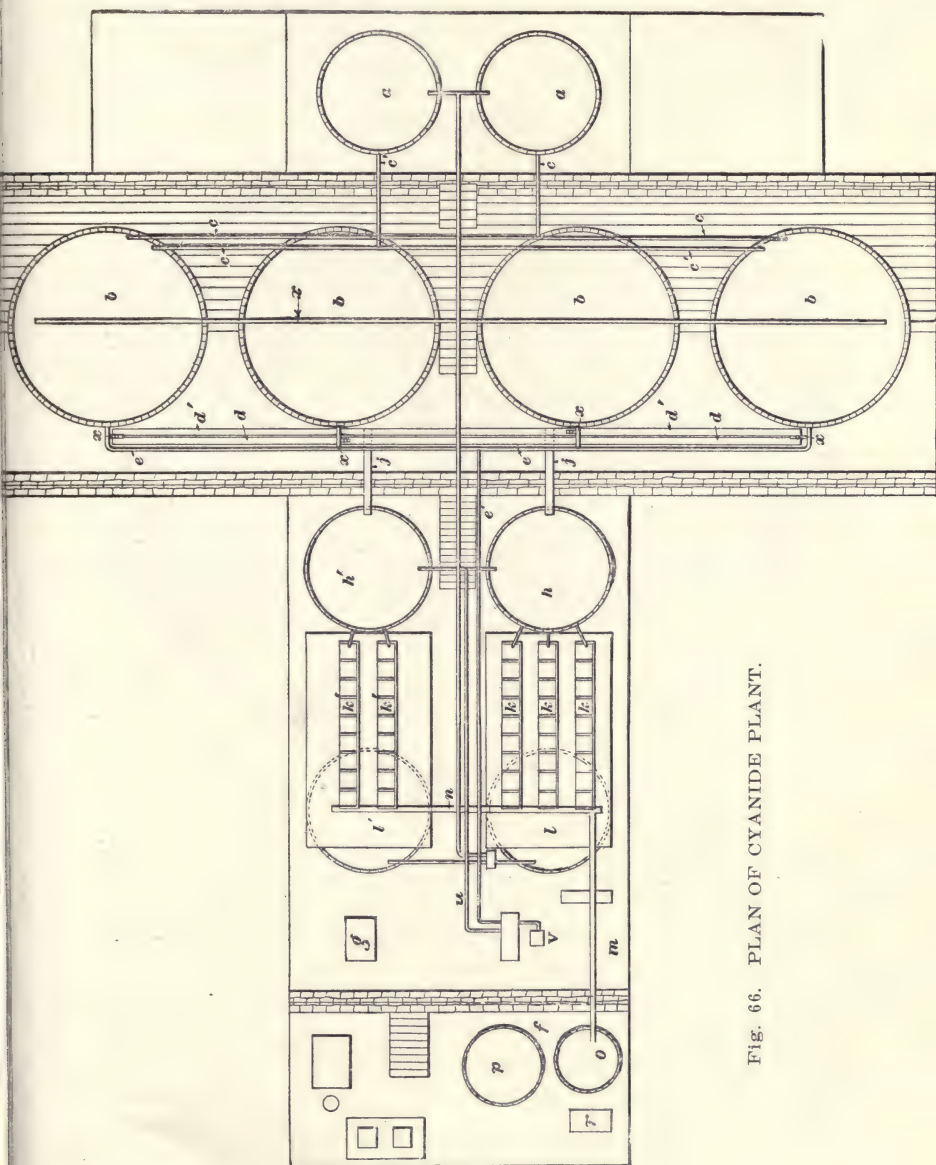 a
a
c'
c'
c
c
c'
c'
b
b
b
b
x
d'
d
d'
d
x
x
x
x
e'
e
j
j
e'
h'
h
k'
k'
k
k
k
n
l'
l
u
g
v
m
f
p
o
r
Fig. 66. PLAN OF CYANIDE PLANT.